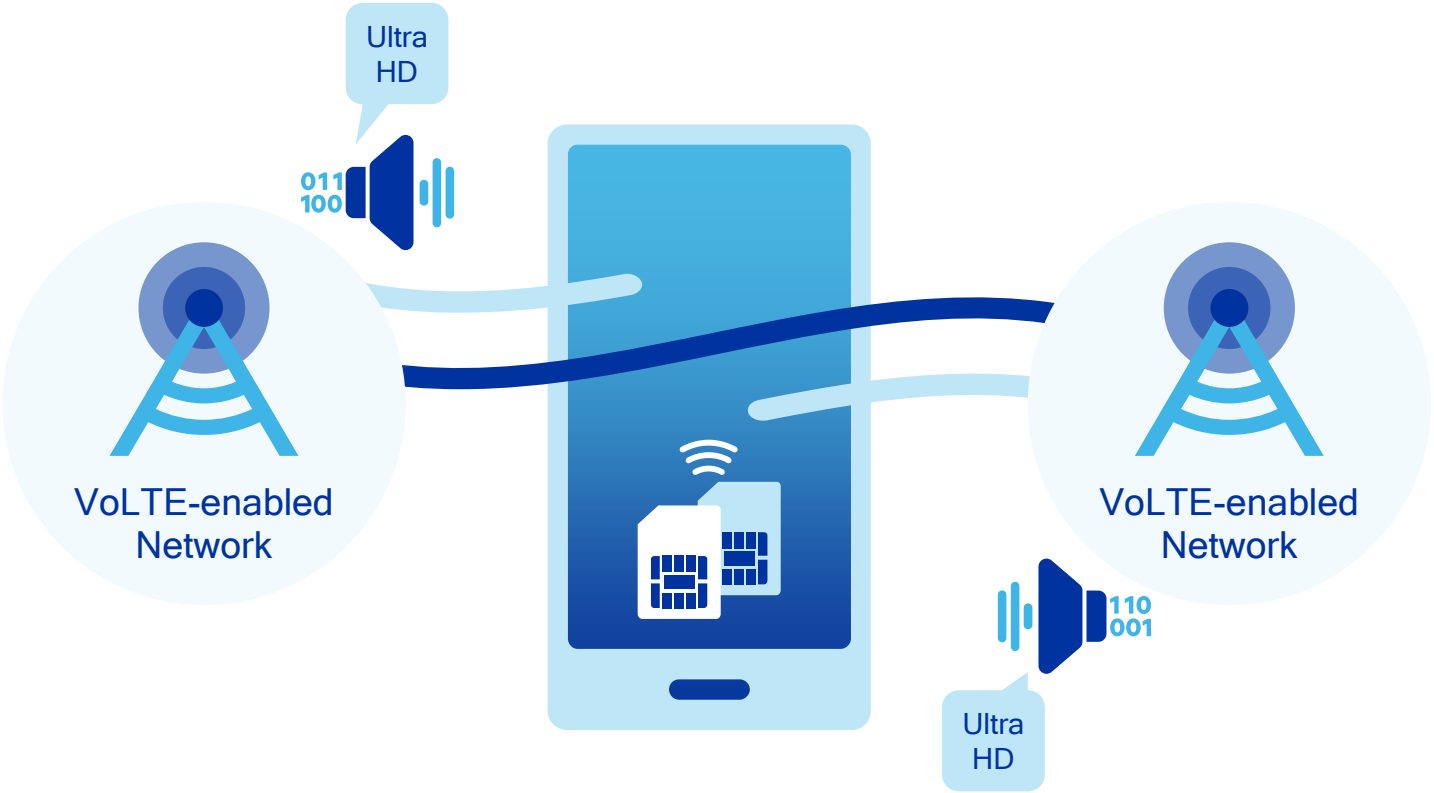 Ultra
HD
011
100
VoLTE-enabled
Network
VoLTE-enabled
Network
110
001
Ultra
HD